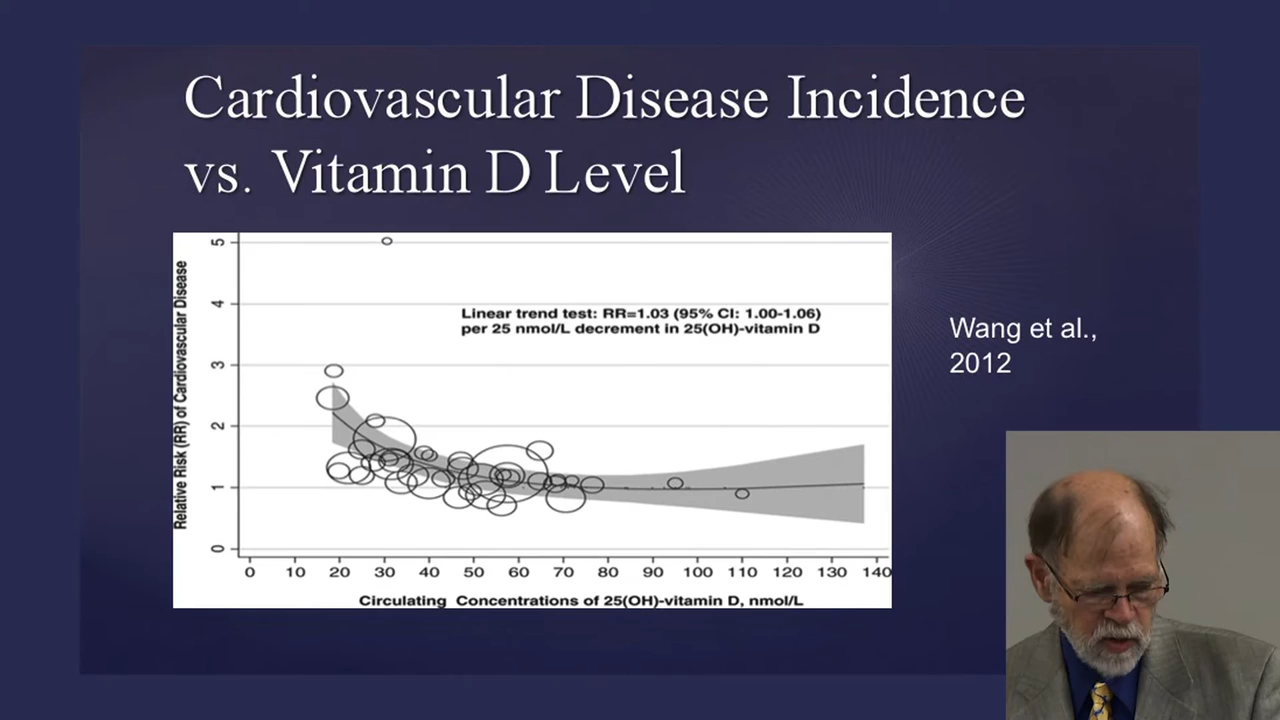 Cardiovascular Disease Incidence
vs. Vitamin D Level
Relative Risk (RR) of Cardiovascular Disease
5
4
3
2
1
0
Linear trend test: RR=1.03 (95% CI: 1.00-1.06)
per 25 nmol/L decrement in 25(OH)-vitamin D
0 10 20 30 40 50 60 70 80 90 100 110 120 130 140
Circulating Concentrations of 25(OH)-vitamin D, nmol/L
Wang et al.,
2012